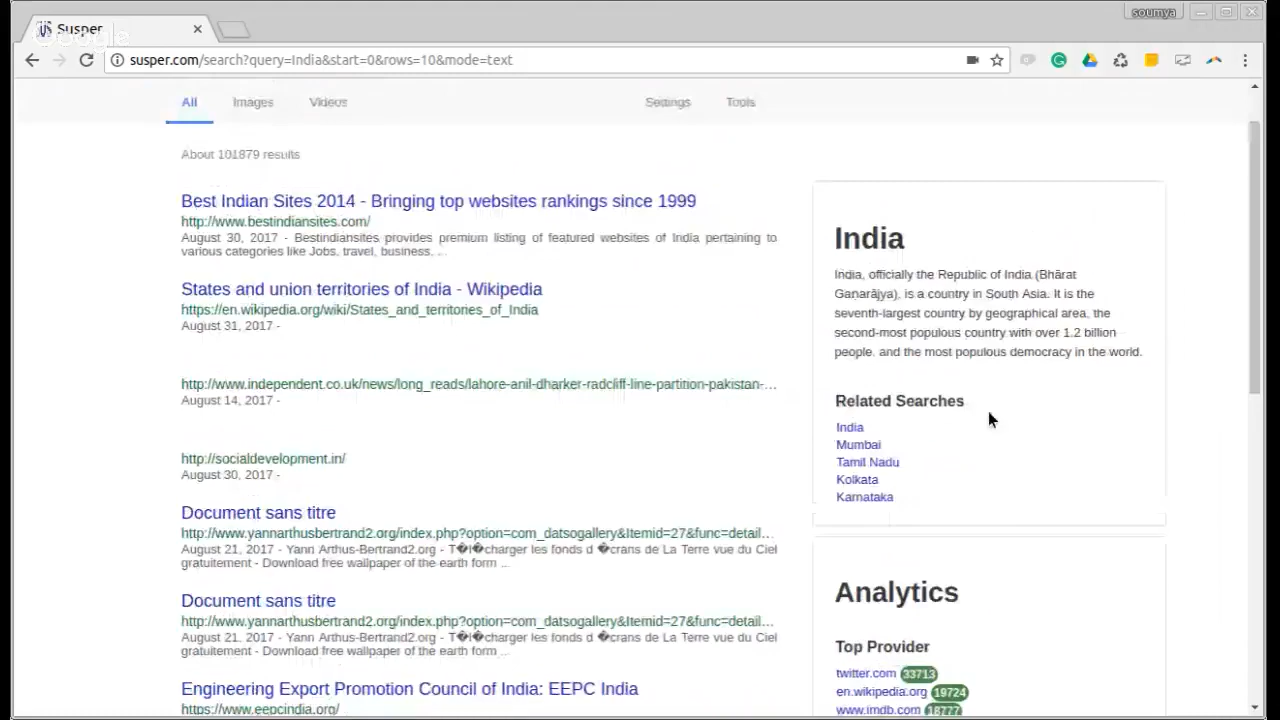 soumya
Susper
Google
susper.com/search?query=India&start=0&rows=10&mode=text
All Images Videos Settings Tools
About 101879 results
Best Indian Sites 2014 - Bringing top websites rankings since 1999
http://www.bestindiansites.com/
August 30, 2017 - Bestindiansites provides premium listing of featured websites of India pertaining to
various categories like Jobs, travel, business. ...
States and union territories of India - Wikipedia
https://en.wikipedia.org/wiki/States_and_territories_of_India
August 31, 2017 -
http://www.independent.co.uk/news/long_reads/lahore-anil-dharker-radcliff-line-partition-pakistan-...
August 14, 2017 -
http://socialdevelopment.in/
August 30, 2017 -
Document sans titre
http://www.yannarthusbertrand2.org/index.php?option=com_datsogallery&Itemid=27&func=detail...
August 21, 2017 - Yann Arthus-Bertrand2.org - T�l�charger les fonds d �crans de La Terre vue du Ciel
gratuitement - Download free wallpaper of the earth form ...
Document sans titre
http://www.yannarthusbertrand2.org/index.php?option=com_datsogallery&Itemid=27&func=detail...
August 21, 2017 - Yann Arthus-Bertrand2.org - T�l�charger les fonds d �crans de La Terre vue du Ciel
gratuitement - Download free wallpaper of the earth form ...
Engineering Export Promotion Council of India: EEPC India
https://www.eepcindia.org/
India
India, officially the Republic of India (Bhārat
Gaṇarājya), is a country in South Asia. It is the
seventh-largest country by geographical area, the
second-most populous country with over 1.2 billion
people. and the most populous democracy in the world.
Related Searches
India
Mumbai
Tamil Nadu
Kolkata
Karnataka
Analytics
Top Provider
twitter.com 33713
en.wikipedia.org 19724
www.imdb.com 18777